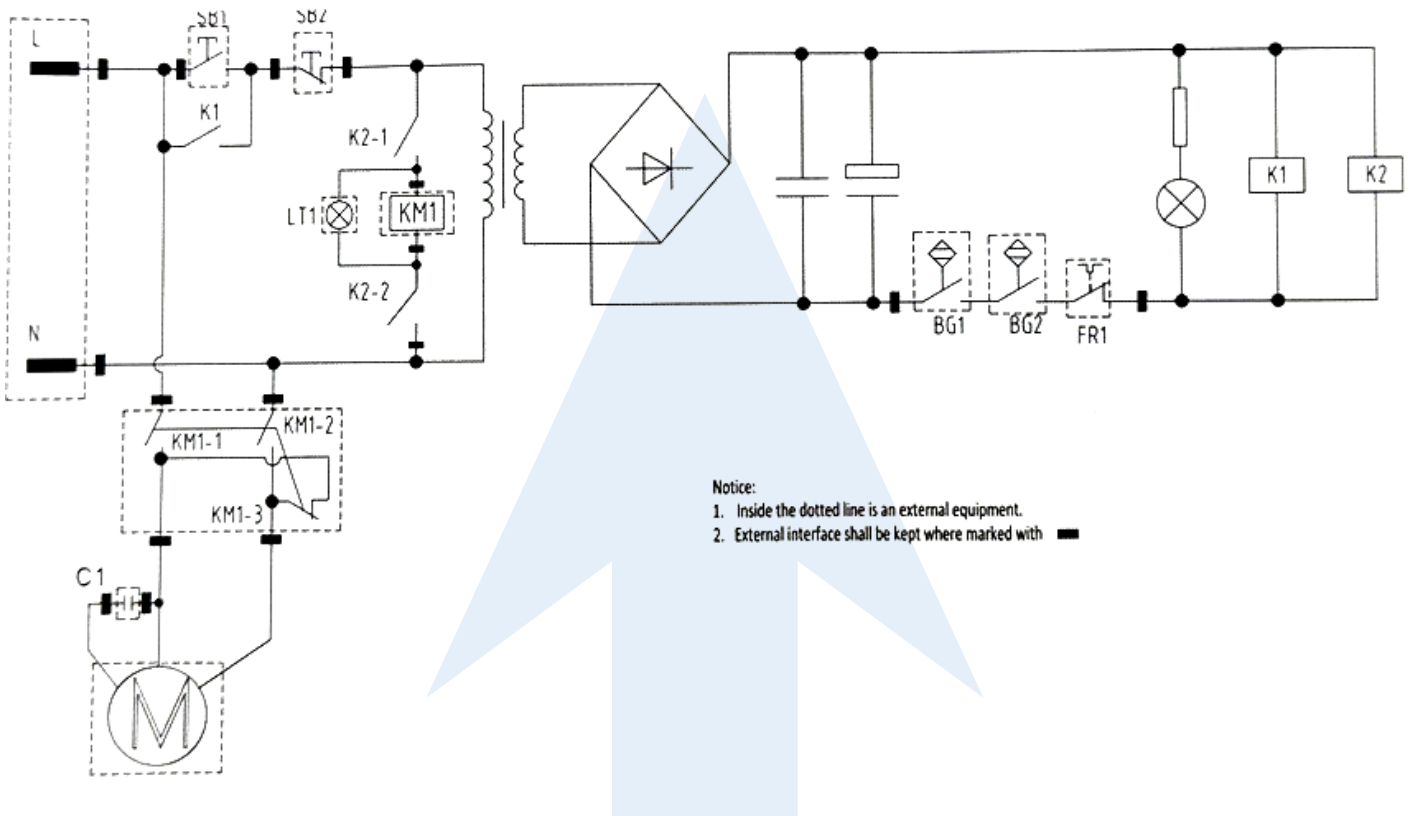 SB1
SB2
L
K1
K2-1
LT1
KM1
K2-2
K1
K2
BG1
BG2
FR1
N
KM1-1
KM1-2
KM1-3
C1
M
Notice:
1. Inside the dotted line is an external equipment.
2. External interface shall be kept where marked with